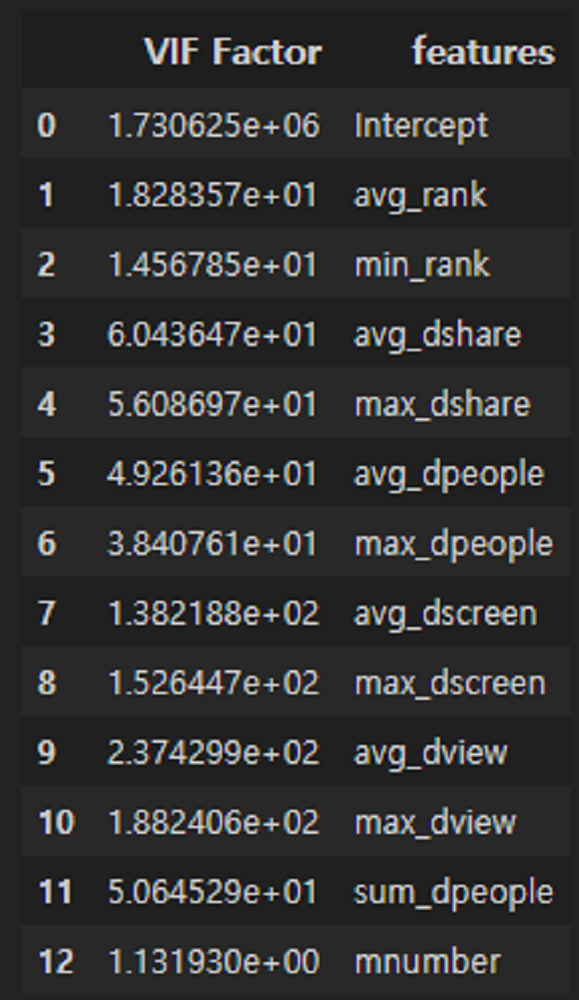 VIF Factor features
0 1.730625e+06 Intercept
1 1.828357e+01 avg_rank
2 1.456785e+01 min_rank
3 6.043647e+01 avg_dshare
4 5.608697e+01 max_dshare
5 4.926136e+01 avg_dpeople
6 3.840761e+01 max_dpeople
7 1.382188e+02 avg_dscreen
8 1.526447e+02 max_dscreen
9 2.374299e+02 avg_dview
10 1.882406e+02 max_dview
11 5.064529e+01 sum_dpeople
12 1.131930e+00 mnumber